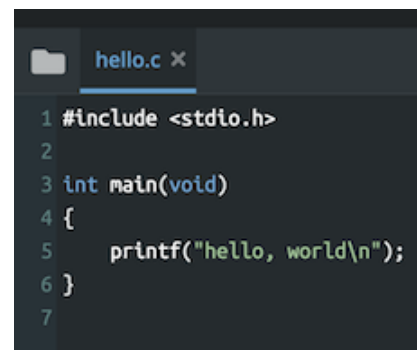 hello.c ×
1 #include <stdio.h>
2
3 int main(void)
4 {
5     printf("hello, world\n");
6 }
7